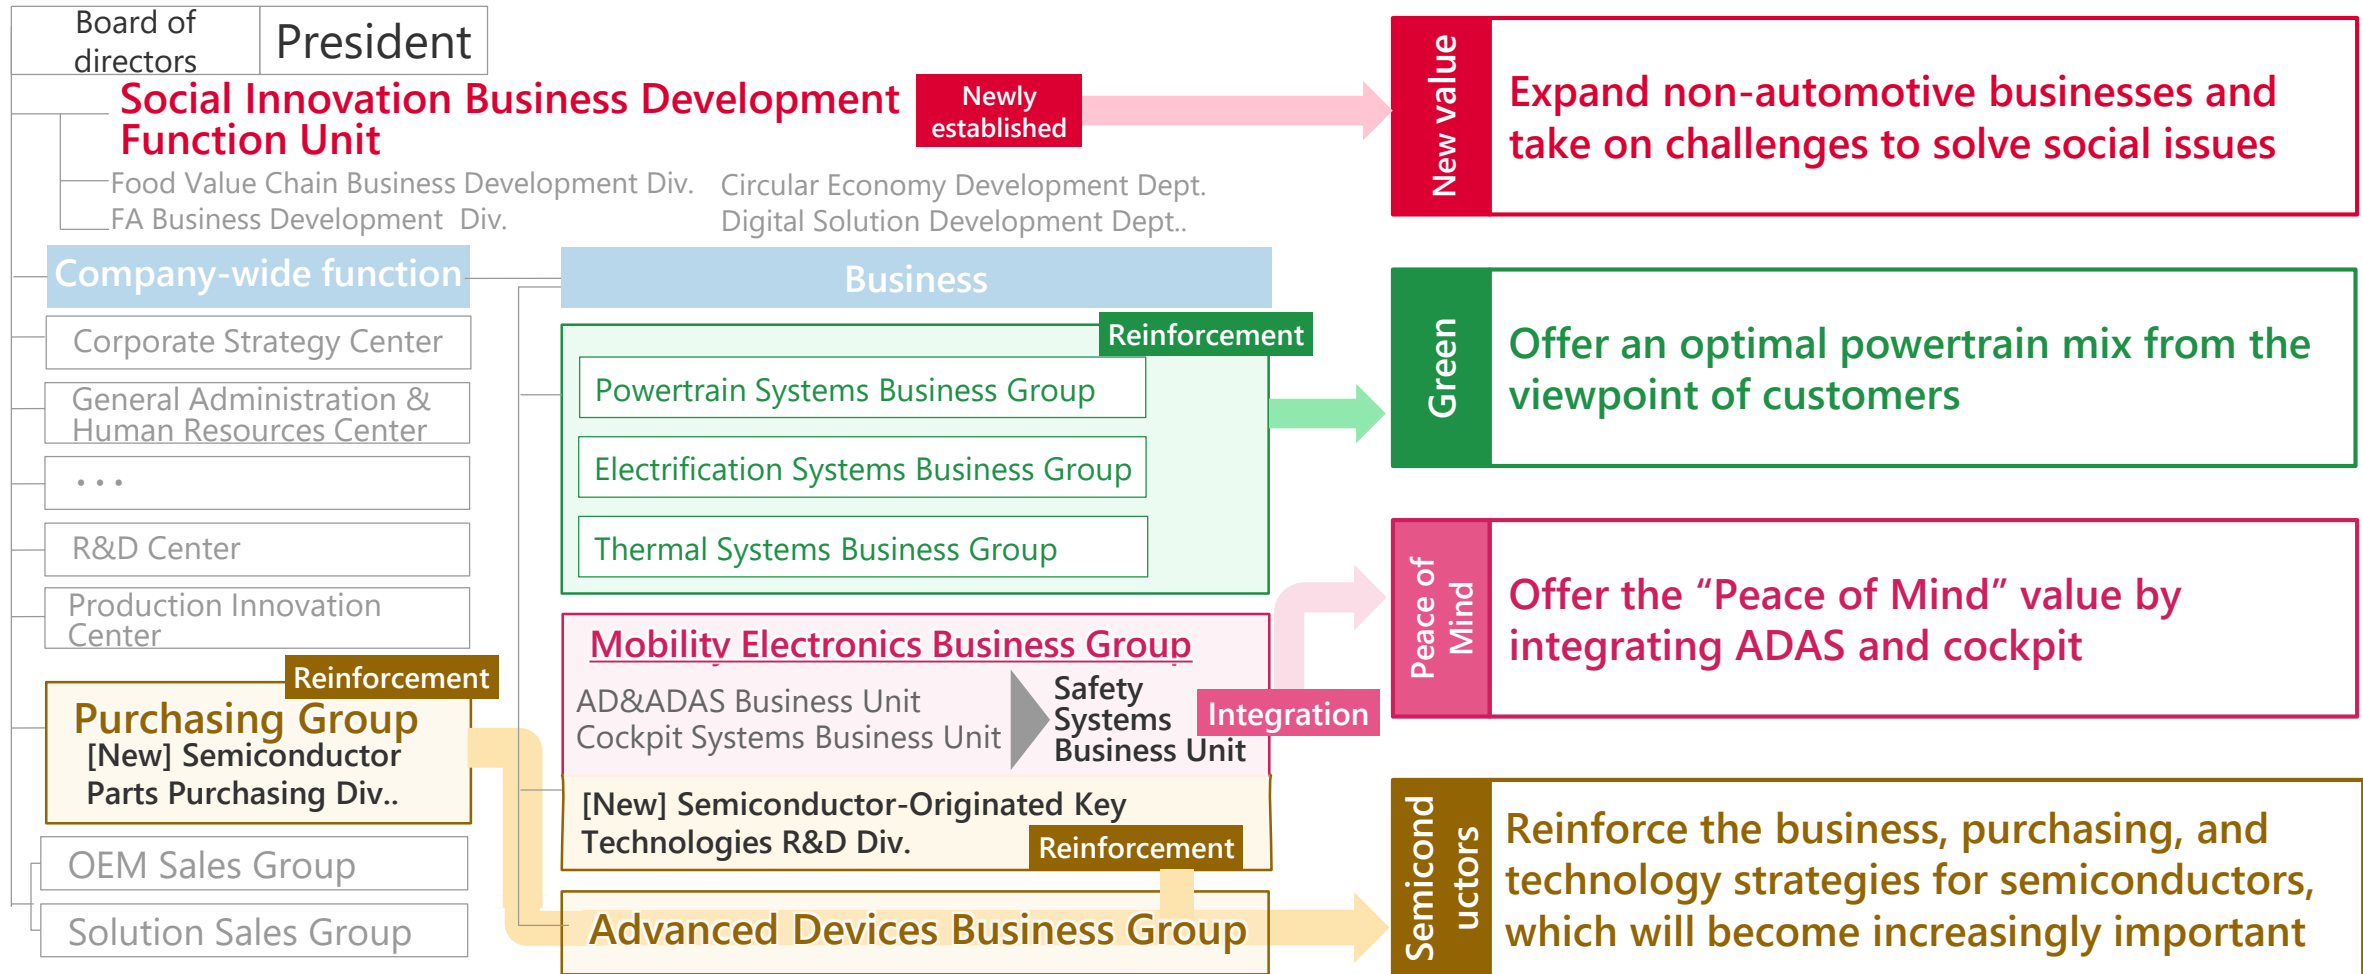 Board of
directors
President
Social Innovation Business Development
Function Unit
Newly
established
Food Value Chain Business Development Div.
FA Business Development  Div.
Circular Economy Development Dept.
Digital Solution Development Dept..
Company-wide function
Corporate Strategy Center
General Administration &
Human Resources Center
・・・
R&D Center
Production Innovation
Center
Reinforcement
Purchasing Group
[New] Semiconductor
Parts Purchasing Div..
OEM Sales Group
Solution Sales Group
Business
Reinforcement
Powertrain Systems Business Group
Electrification Systems Business Group
Thermal Systems Business Group
Mobility Electronics Business Group
AD&ADAS Business Unit
Cockpit Systems Business Unit
Safety
Systems
Business Unit
Integration
[New] Semiconductor-Originated Key
Technologies R&D Div.
Reinforcement
Advanced Devices Business Group
New value
Expand non-automotive businesses and
take on challenges to solve social issues
Green
Offer an optimal powertrain mix from the
viewpoint of customers
Peace of
Mind
Offer the “Peace of Mind” value by
integrating ADAS and cockpit
Semicond
uctors
Reinforce the business, purchasing, and
technology strategies for semiconductors,
which will become increasingly important